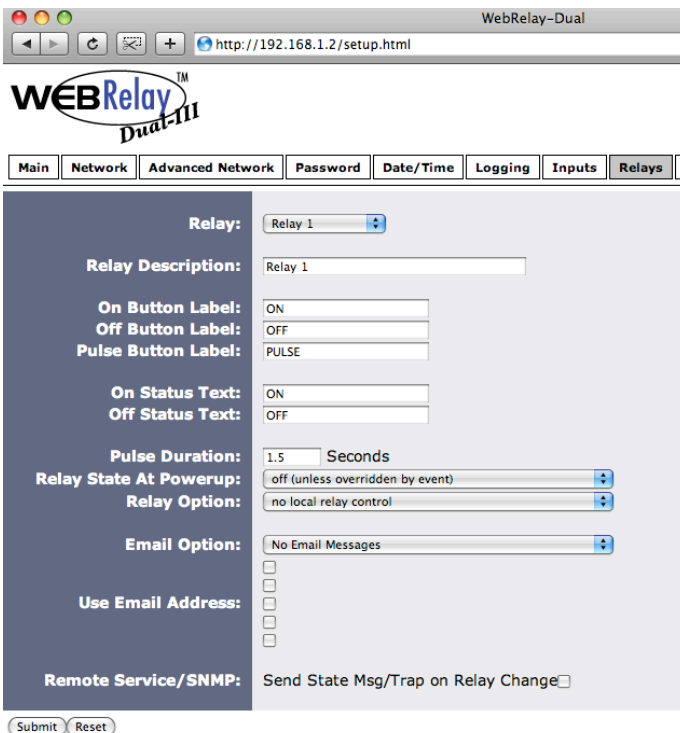 WebRelay-Dual
http://192.168.1.2/setup.html
WEBRelay™
Dual-III
Main Network Advanced Network Password Date/Time Logging Inputs Relays
Relay: Relay 1
Relay Description: Relay 1
On Button Label: ON
Off Button Label: OFF
Pulse Button Label: PULSE
On Status Text: ON
Off Status Text: OFF
Pulse Duration: 1.5 Seconds
Relay State At Powerup: off (unless overridden by event)
Relay Option: no local relay control
Email Option: No Email Messages
Use Email Address:
Remote Service/SNMP: Send State Msg/Trap on Relay Change
Submit Reset